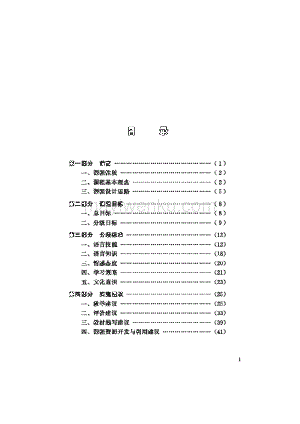 目 录
第一部分 前言 （1）
一、课程性质 （2）
二、课程基本理念 （2）
三、课程设计思路 （5）
第二部分 课程目标 （8）
一、总目标 （8）
二、分级目标 （9）
第三部分 分级标准 （12）
一、语言技能 （12）
二、语言知识 （18）
三、情感态度 （20）
四、学习策略 （21）
五、文化意识 （23）
第四部分 实施建议 （25）
一、教学建议 （25）
二、评价建议 （33）
三、教材编写建议 （39）
四、课程资源开发与利用建议 （41）
1